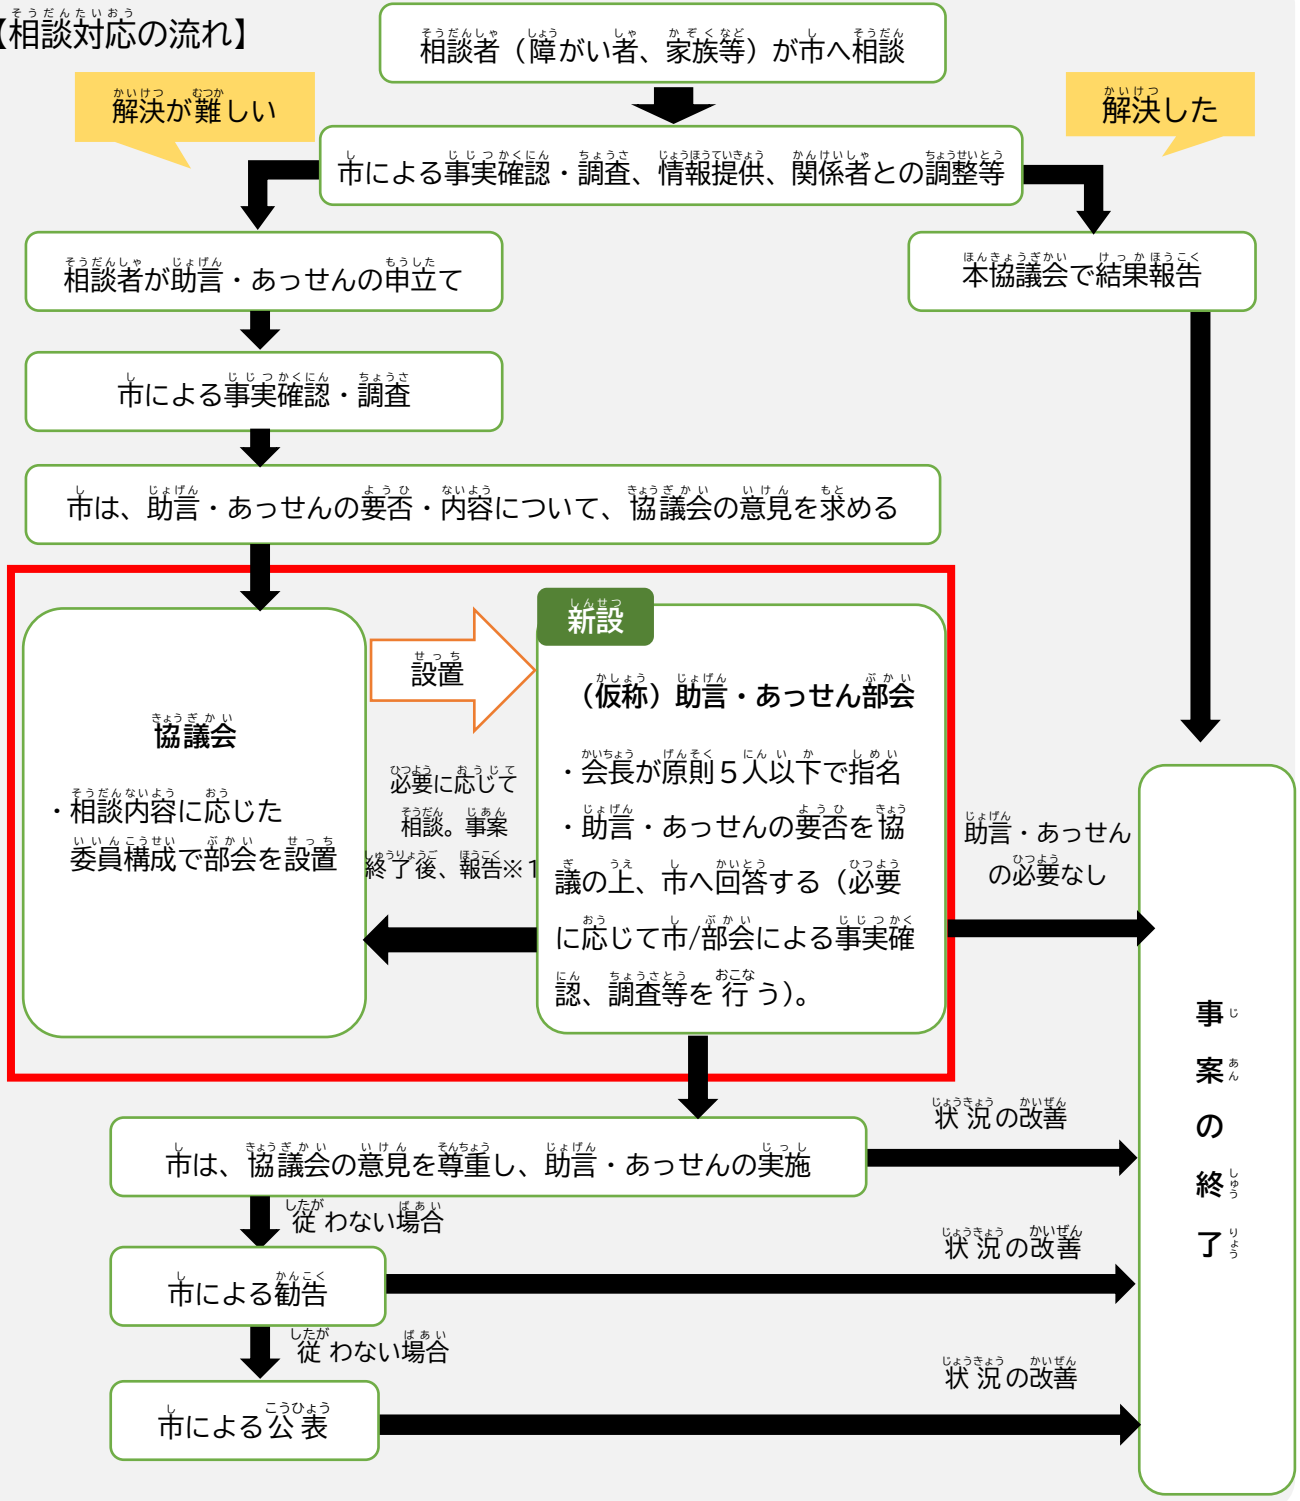 【相談対応の流れ】
相談者（障がい者、家族等）が市へ相談
解決が難しい
解決した
市による事実確認・調査、情報提供、関係者との調整等
相談者が助言・あっせんの申立て
本協議会で結果報告
市による事実確認・調査
市は、助言・あっせんの要否・内容について、協議会の意見を求める
協議会
・相談内容に応じた
委員構成で部会を設置
設置
必要に応じて
相談。事案
終了後、報告※１
新設
（仮称）助言・あっせん部会
・会長が原則５人以下で指名
・助言・あっせんの要否を協
議の上、市へ回答する（必要
に応じて市/部会による事実確
認、調査等を行う）。
助言・あっせん
の必要なし
市は、協議会の意見を尊重し、助言・あっせんの実施
状況の改善
従わない場合
市による勧告
状況の改善
従わない場合
市による公表
状況の改善
事案の終了